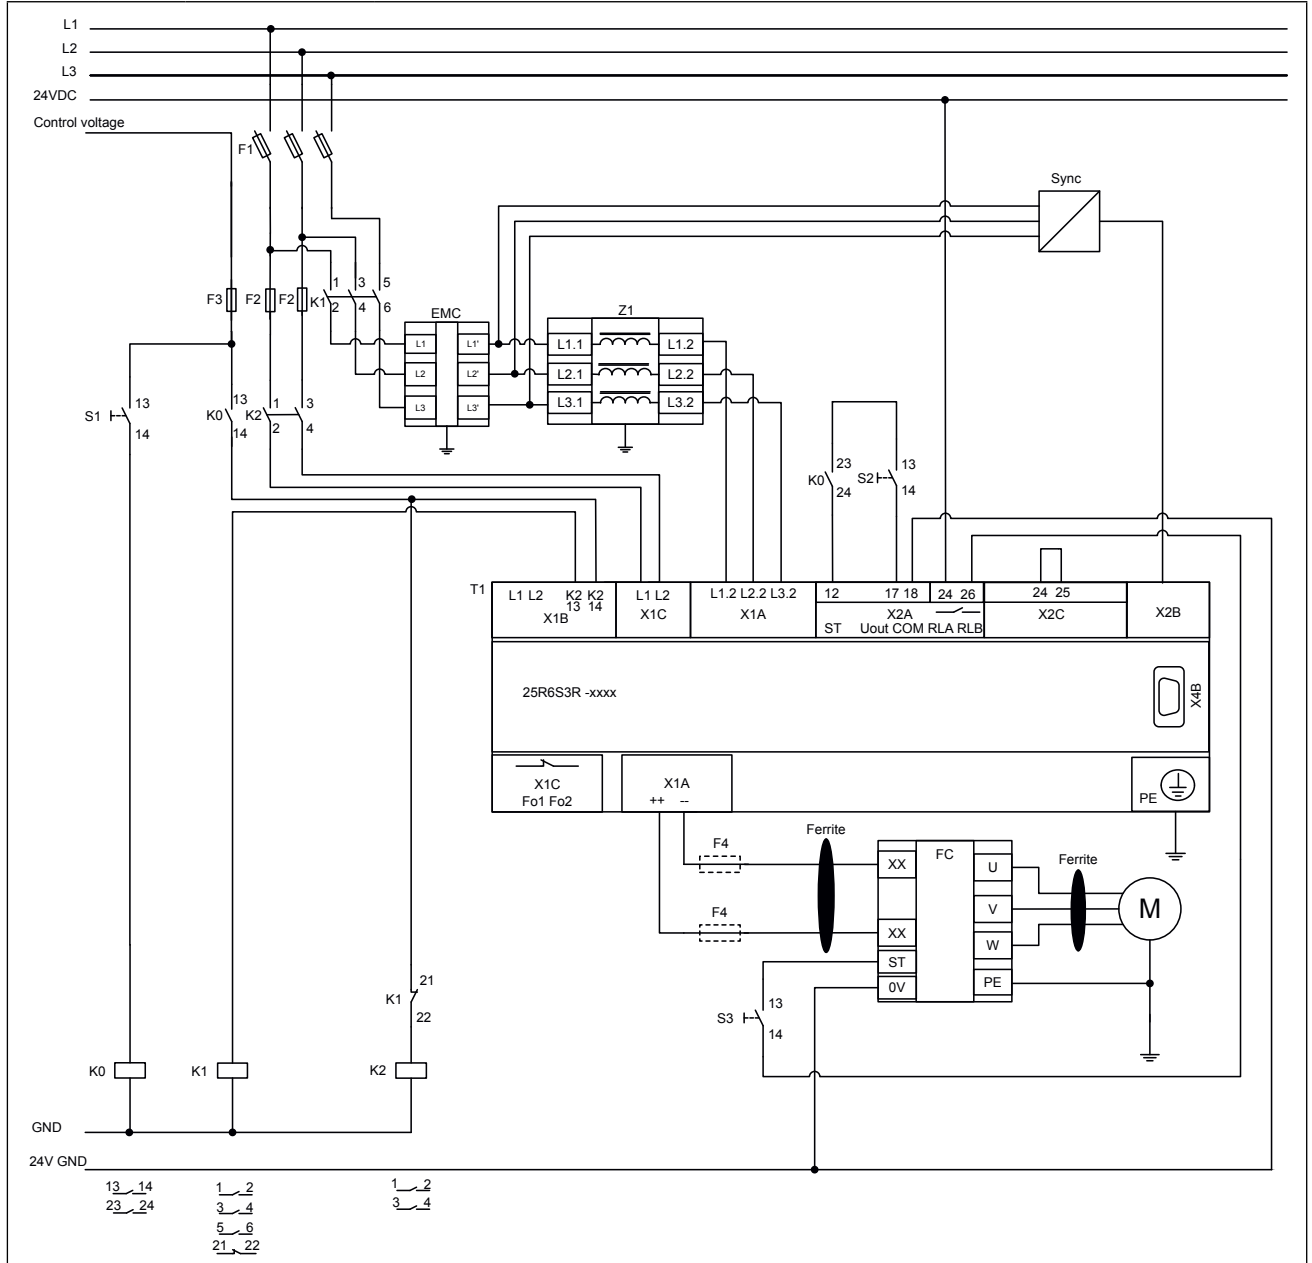 L1
L2
L3
24VDC
Control voltage
F1
Sync
F3 F2 F2 K1
1 3 5
2 4 6
EMC
L1 L1'
L2 L2'
L3 L3'
Z1
L1.1 L1.2
L2.1 L2.2
L3.1 L3.2
S1 13 14
K0 13 14
K2 1 2 3 4
K0 23 24
S2 13 14
T1
L1 L2 K2 K2
13 14
X1B
L1 L2
X1C
L1.2 L2.2 L3.2
X1A
12 17 18 24 26
X2A
ST Uout COM RLA RLB
24 25
X2C
X2B
25R6S3R -xxxx
X4B
X1C
Fo1 Fo2
X1A
++ --
PE
F4
F4
Ferrite
XX
XX
ST
0V
FC
U
V
W
PE
Ferrite
M
S3 13 14
K1 21 22
K0
K1
K2
GND
24V GND
13 14
23 24
1 2
3 4
5 6
21 22
1 2
3 4